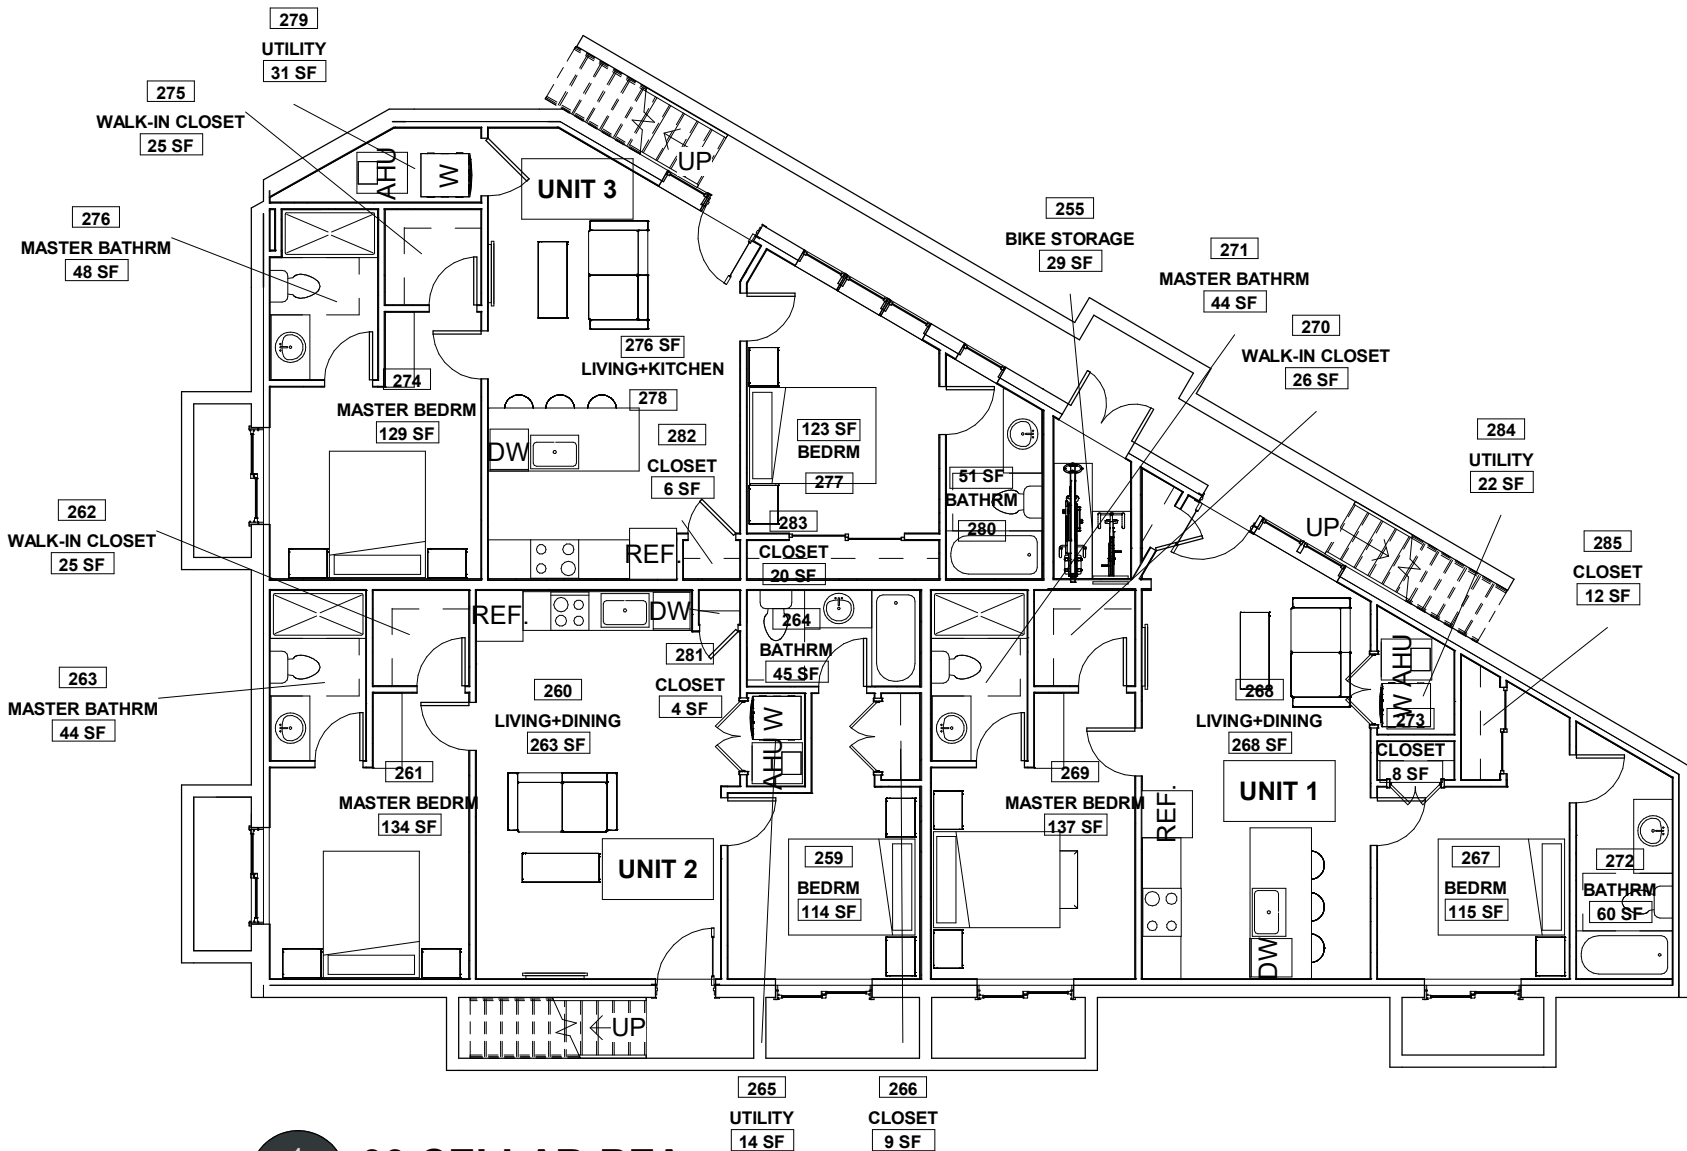 279
UTILITY
31 SF
275
WALK-IN CLOSET
25 SF
276
MASTER BATHRM
48 SF
AHU
W
UNIT 3
UP
255
BIKE STORAGE
29 SF
271
MASTER BATHRM
44 SF
270
WALK-IN CLOSET
26 SF
276 SF
LIVING+KITCHEN
278
274
MASTER BEDRM
129 SF
DW
282
CLOSET
6 SF
REF.
123 SF
BEDRM
277
283
CLOSET
20 SF
51 SF
BATHRM
280
284
UTILITY
22 SF
UP
285
CLOSET
12 SF
262
WALK-IN CLOSET
25 SF
263
MASTER BATHRM
44 SF
REF.
DW
281
CLOSET
4 SF
264
BATHRM
45 SF
260
LIVING+DINING
263 SF
W
AHU
261
MASTER BEDRM
134 SF
UNIT 2
259
BEDRM
114 SF
269
MASTER BEDRM
137 SF
268
LIVING+DINING
268 SF
AHU
W
273
CLOSET
8 SF
UNIT 1
REF.
DW
267
BEDRM
115 SF
272
BATHRM
60 SF
UP
265
UTILITY
14 SF
266
CLOSET
9 SF